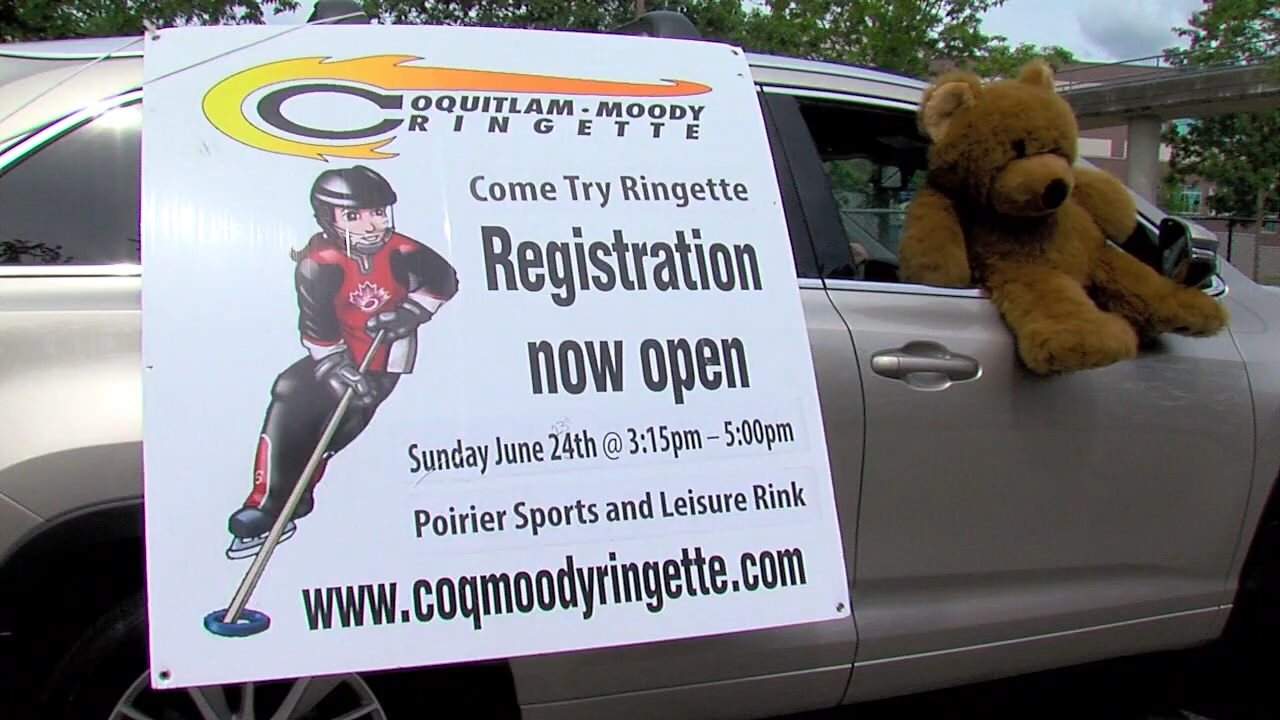 COQUITLAM - MOODY
RINGETTE
Come Try Ringette
Registration
now open
Sunday June 24th @ 3:15pm – 5:00pm
Poirier Sports and Leisure Rink
www.coqmoodyringette.com